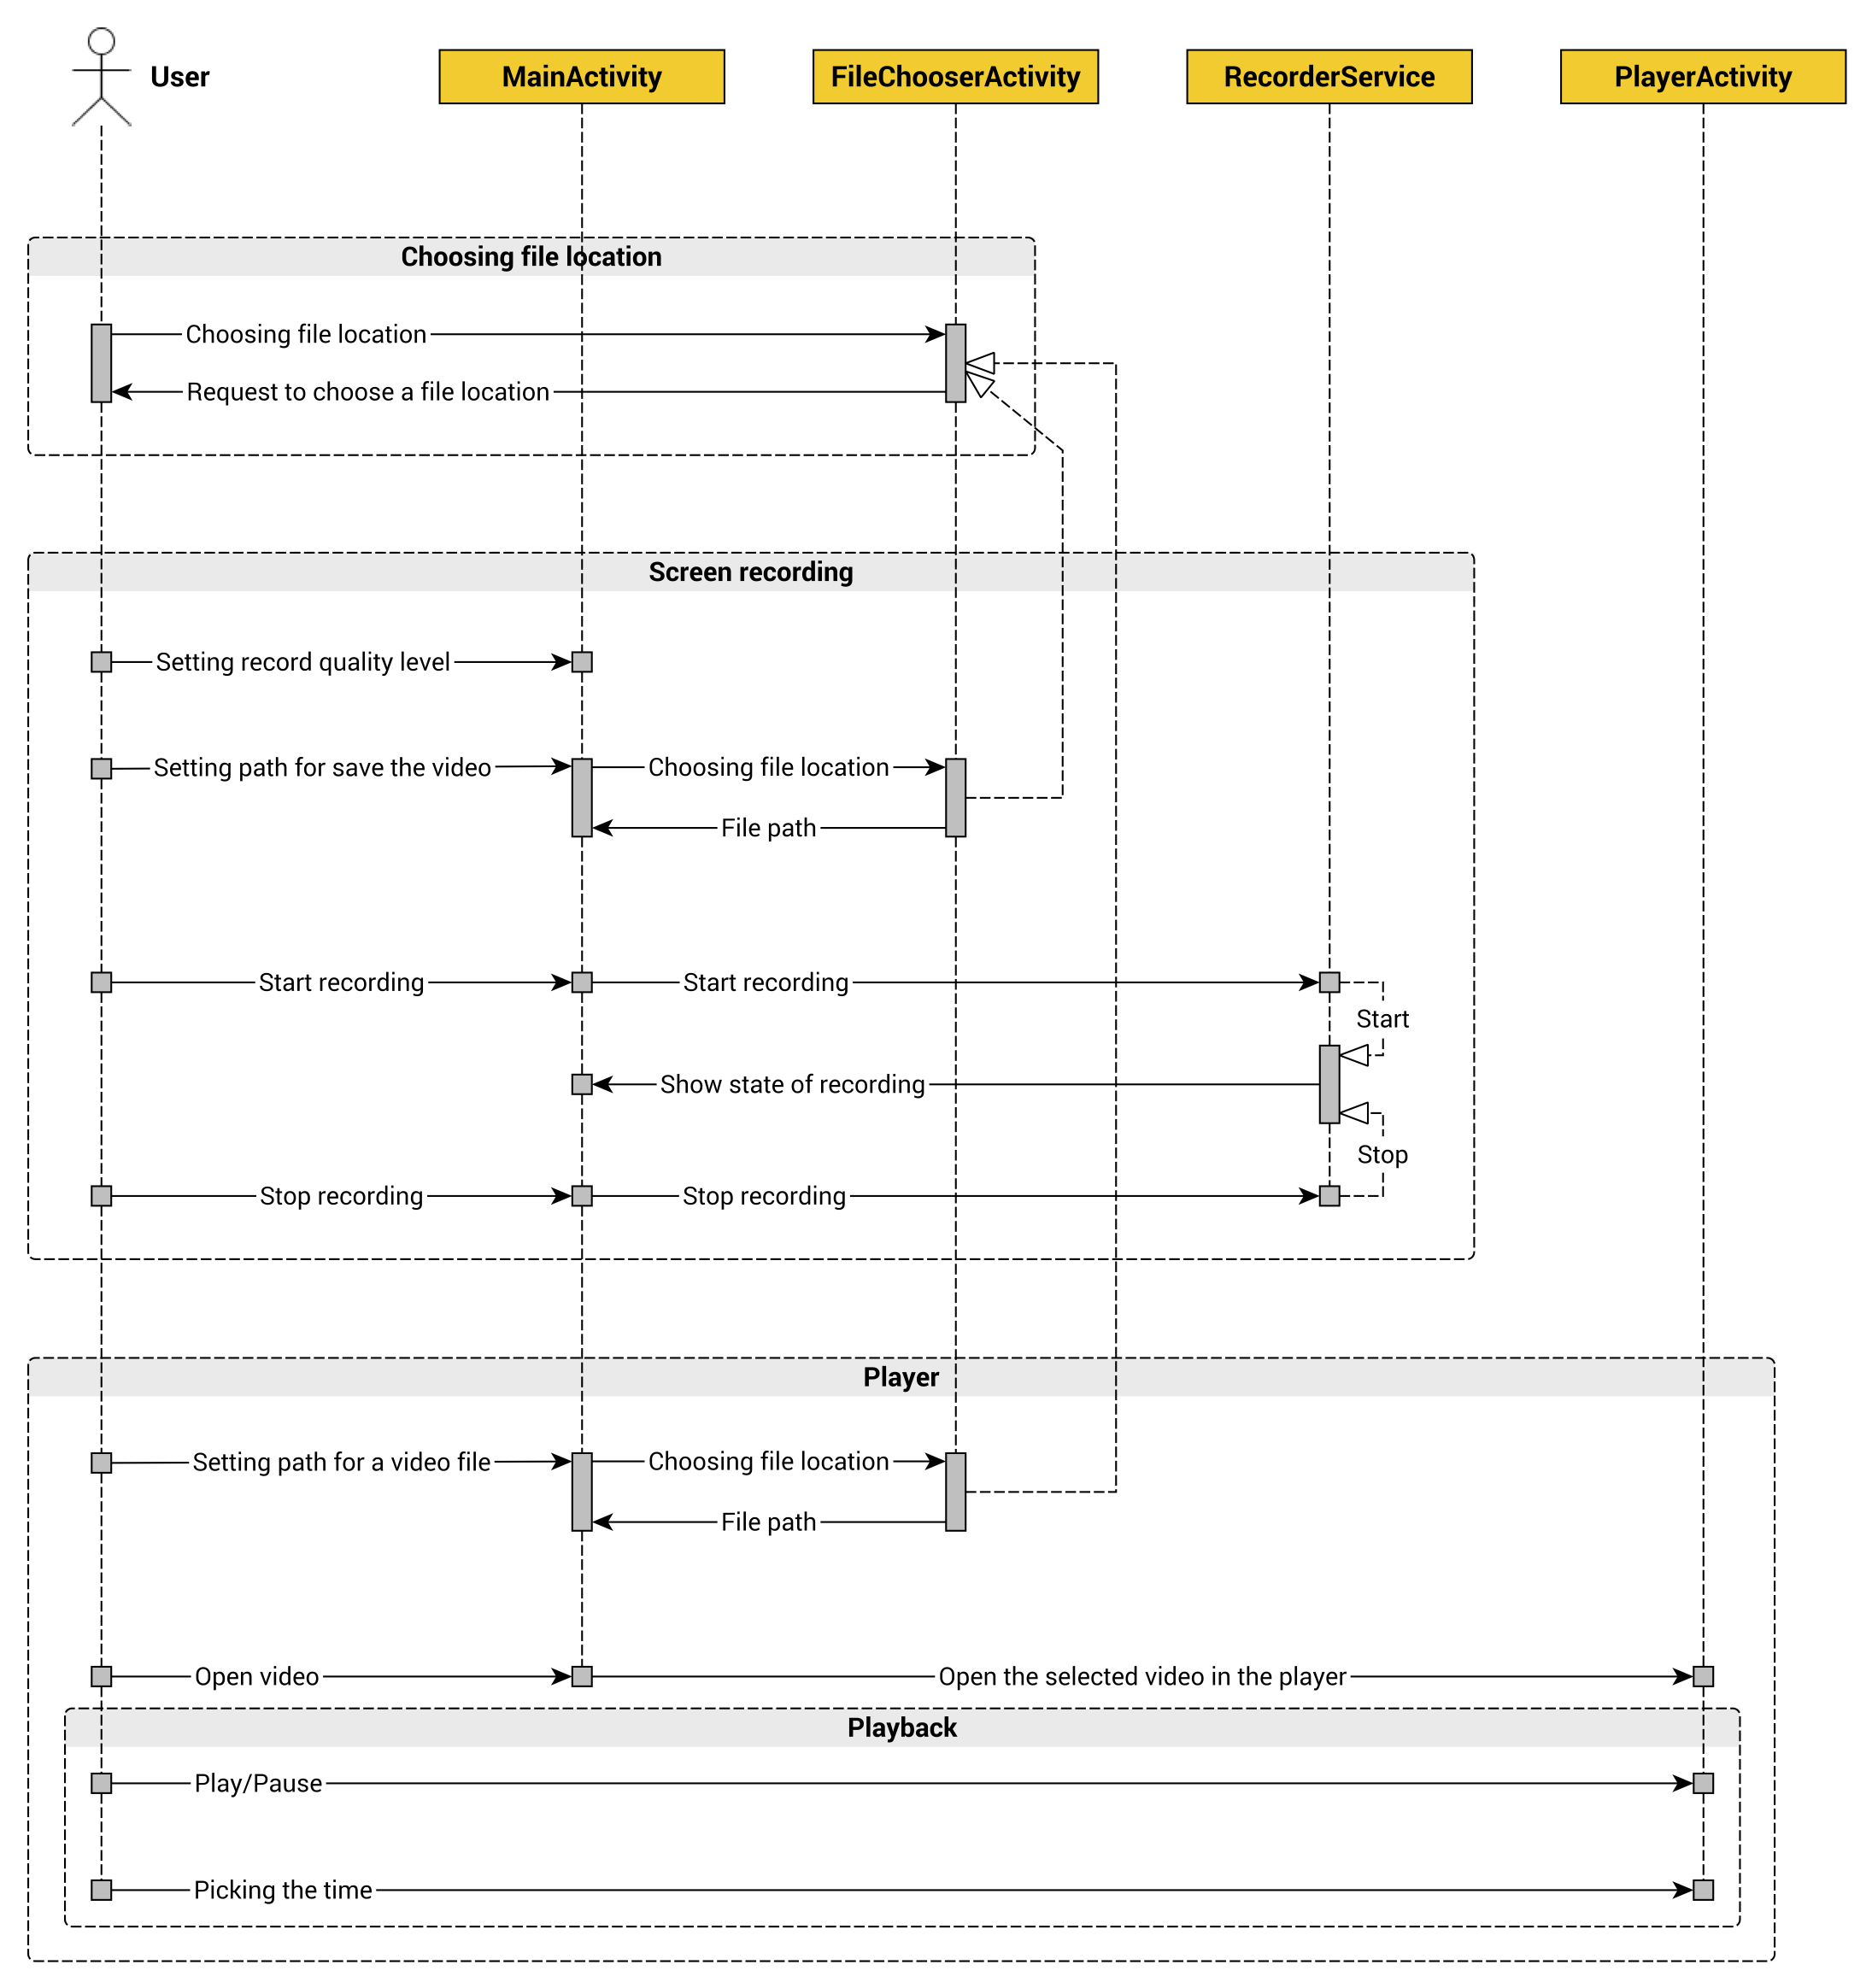 User
MainActivity
FileChooserActivity
RecorderService
PlayerActivity
Choosing file location
Choosing file location
Request to choose a file location
Screen recording
Setting record quality level
Setting path for save the video
Choosing file location
File path
Start recording
Start recording
Start
Show state of recording
Stop
Stop recording
Stop recording
Player
Setting path for a video file
Choosing file location
File path
Open video
Open the selected video in the player
Playback
Play/Pause
Picking the time